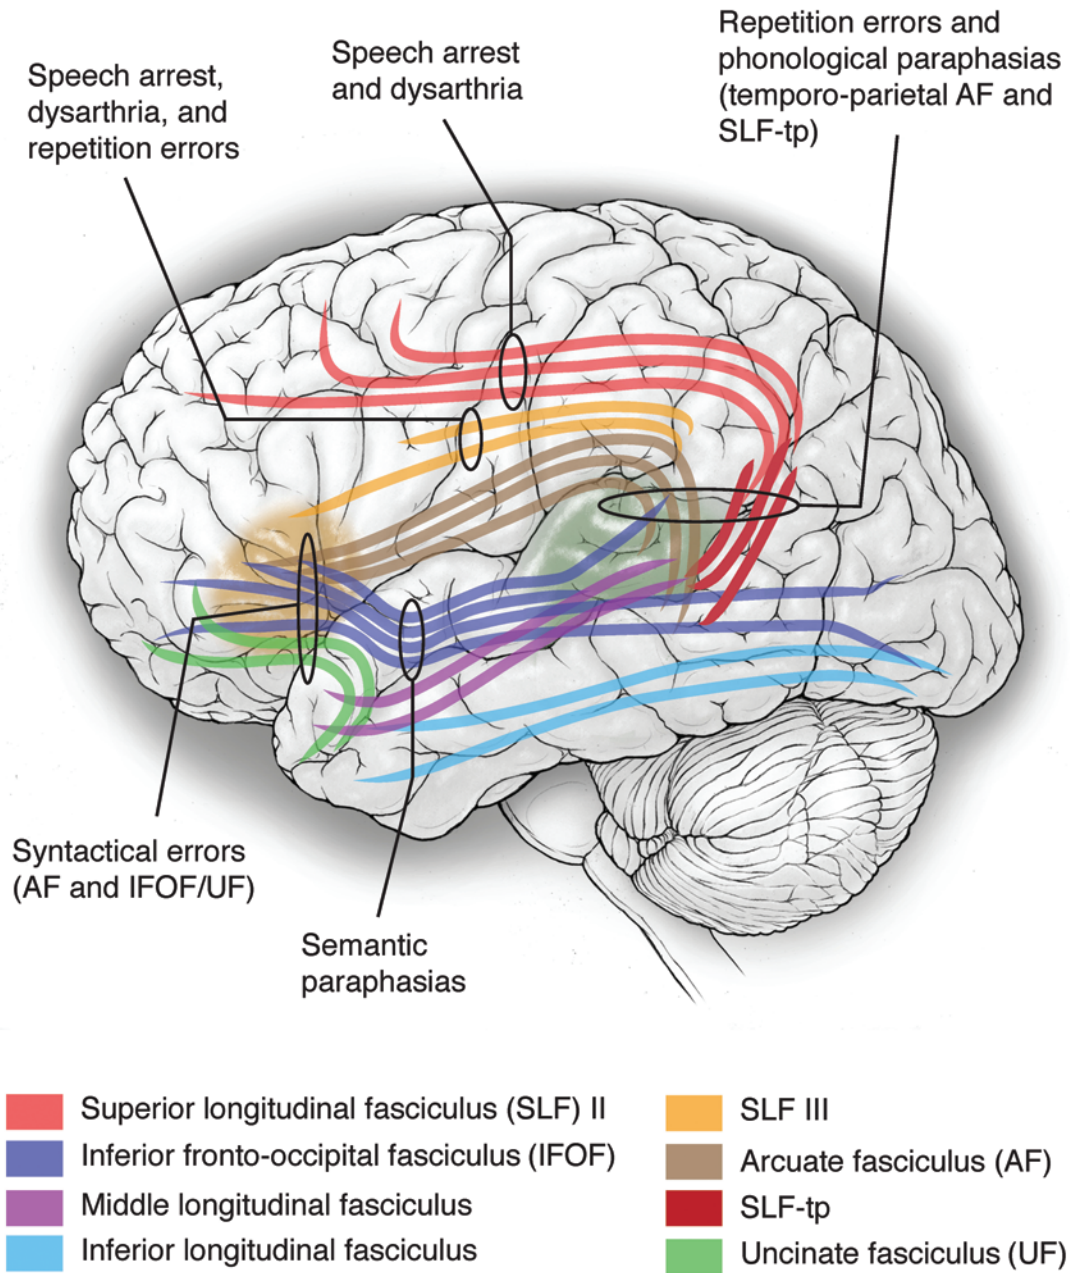 Repetition errors and
phonological paraphasias
(temporo-parietal AF and
SLF-tp)
Speech arrest
and dysarthria
Speech arrest,
dysarthria, and
repetition errors
Syntactical errors
(AF and IFOF/UF)
Semantic
paraphasias
Superior longitudinal fasciculus (SLF) II
Inferior fronto-occipital fasciculus (IFOF)
Middle longitudinal fasciculus
Inferior longitudinal fasciculus
SLF III
Arcuate fasciculus (AF)
SLF-tp
Uncinate fasciculus (UF)